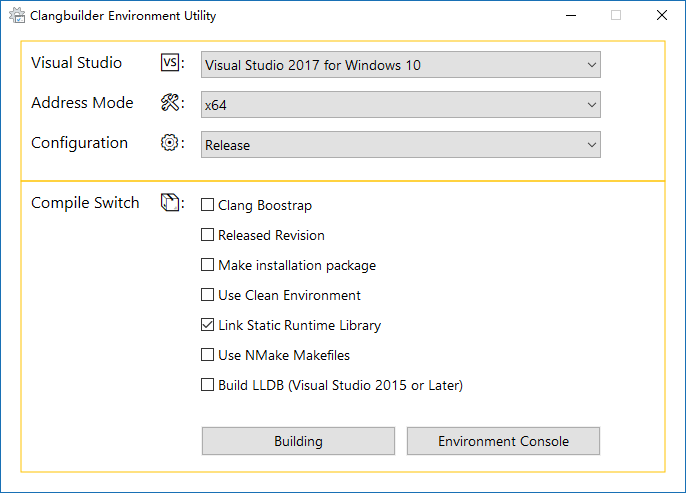 Clangbuilder Environment Utility
Visual Studio VS : Visual Studio 2017 for Windows 10
Address Mode : x64
Configuration : Release
Compile Switch : Clang Boostrap
Released Revision
Make installation package
Use Clean Environment
Link Static Runtime Library
Use NMake Makefiles
Build LLDB (Visual Studio 2015 or Later)
Building Environment Console